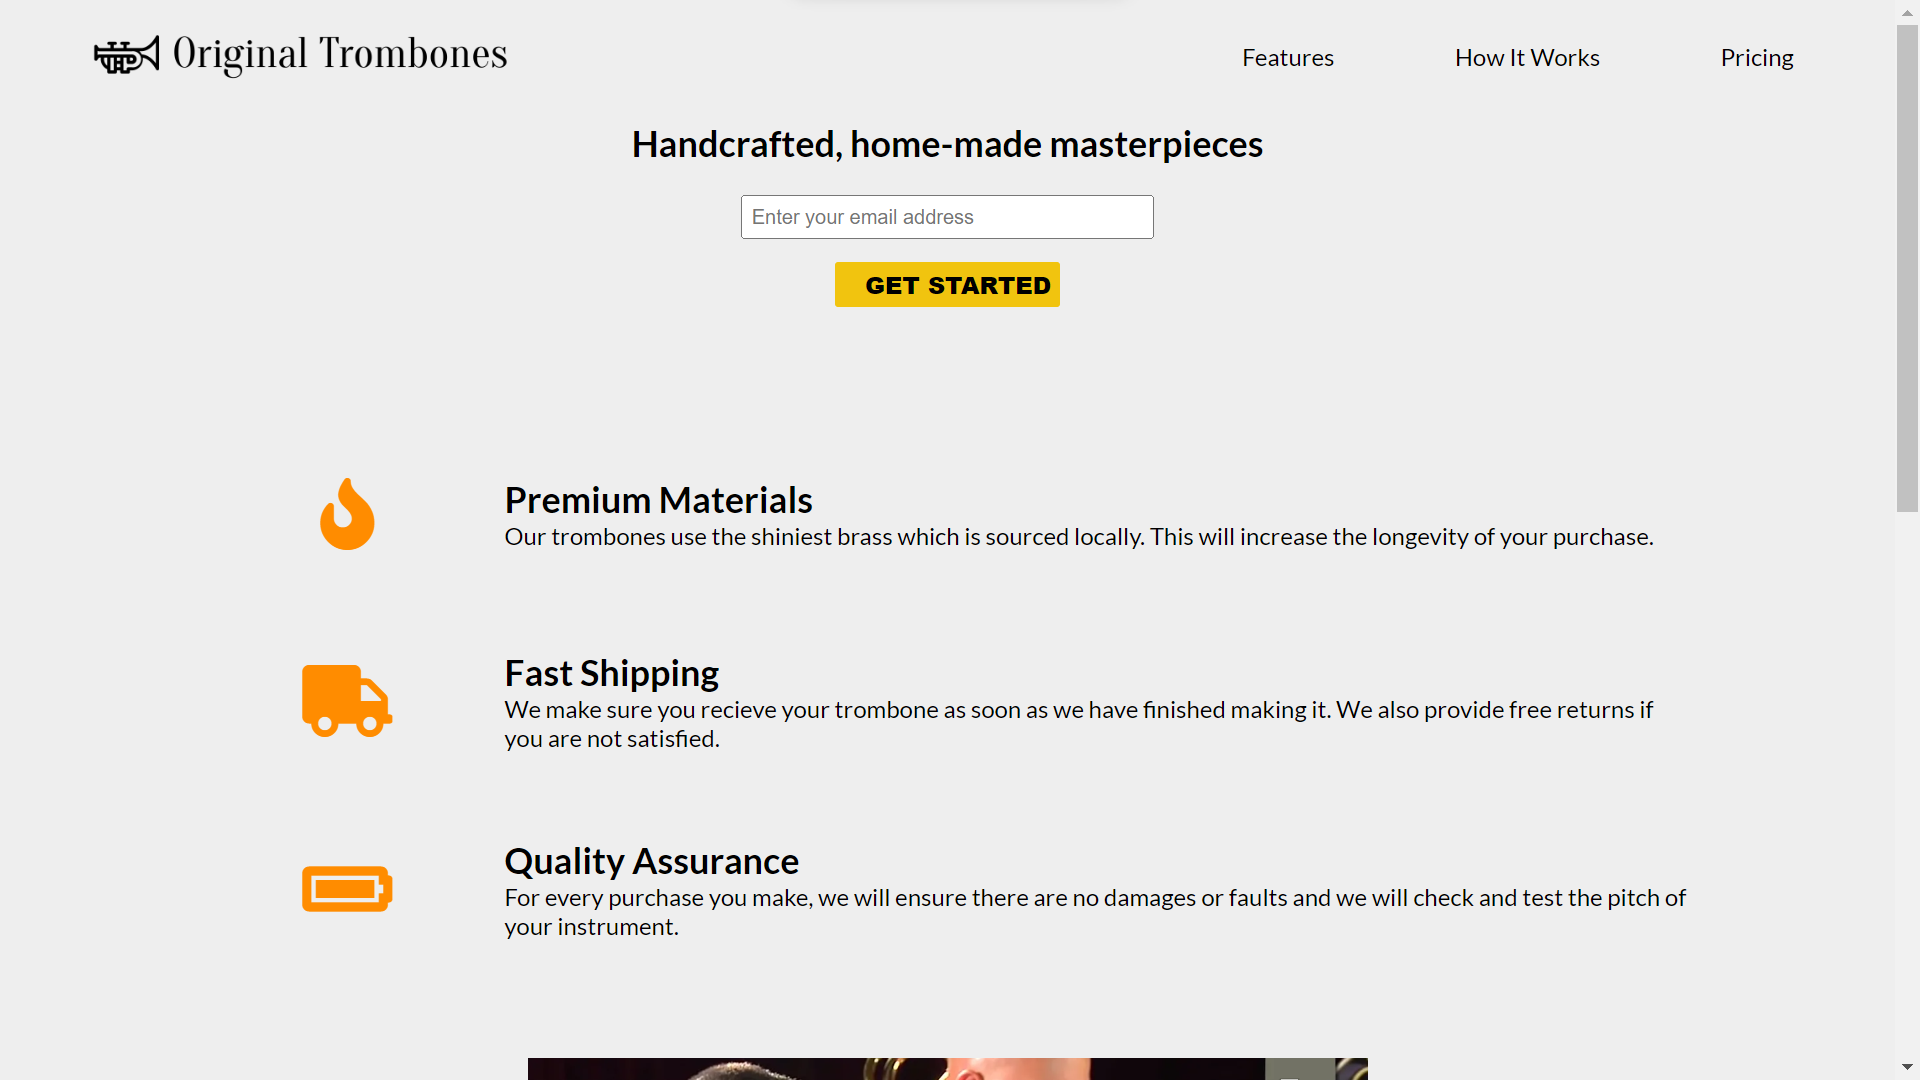 Original Trombones
Features
How It Works
Pricing
Handcrafted, home-made masterpieces
Enter your email address
GET STARTED
Premium Materials
Our trombones use the shiniest brass which is sourced locally. This will increase the longevity of your purchase.
Fast Shipping
We make sure you recieve your trombone as soon as we have finished making it. We also provide free returns if
you are not satisfied.
Quality Assurance
For every purchase you make, we will ensure there are no damages or faults and we will check and test the pitch of
your instrument.